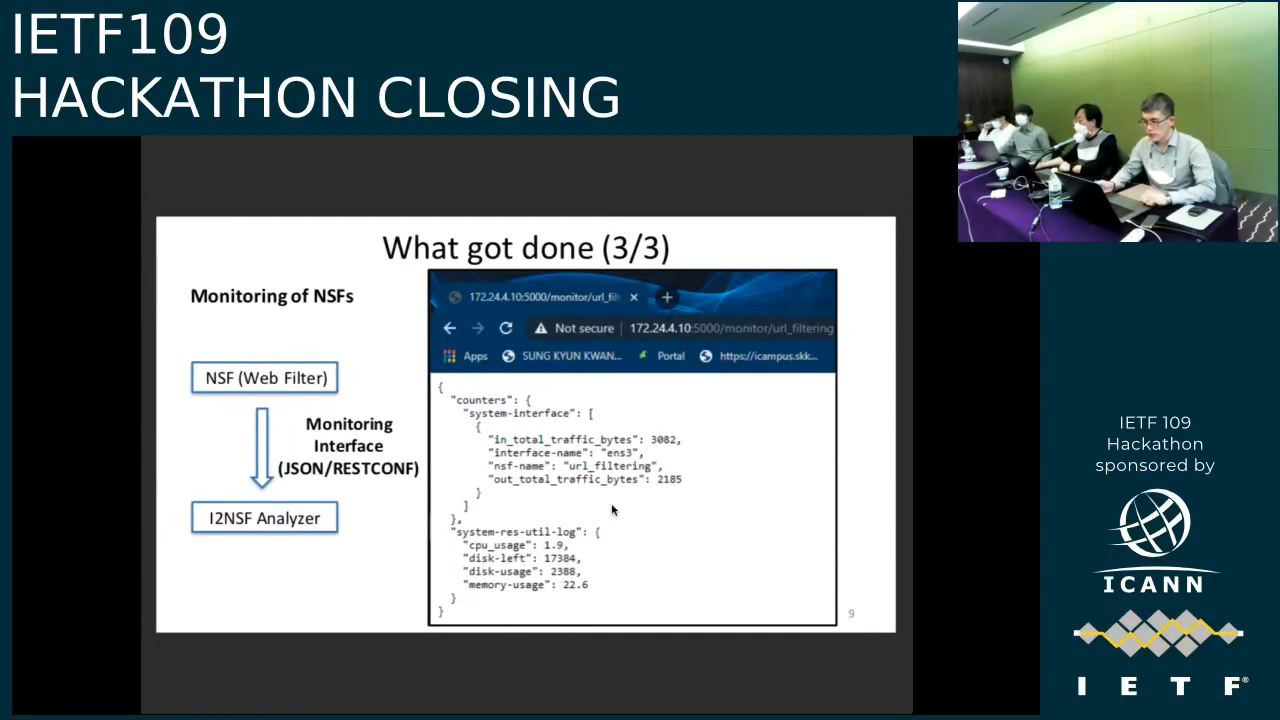 IETF109
HACKATHON CLOSING
What got done (3/3)
Monitoring of NSFs
NSF (Web Filter)
Monitoring
Interface
(JSON/RESTCONF)
I2NSF Analyzer
172.24.4.10:5000/monitor/url_fil
Not secure | 172.24.4.10:5000/monitor/url_filtering
Apps SUNG KYUN KWAN... Portal https://icampus.skk...
{
"counters": {
"system-interface": [
{
"in_total_traffic_bytes": 3082,
"interface-name": "ens3",
"nsf-name": "url_filtering",
"out_total_traffic_bytes": 2185
}
]
},
"system-res-util-log": {
"cpu_usage": 1.9,
"disk-left": 17384,
"disk-usage": 2388,
"memory-usage": 22.6
}
}
9
IETF 109
Hackathon
sponsored by
ICANN
I E T F®